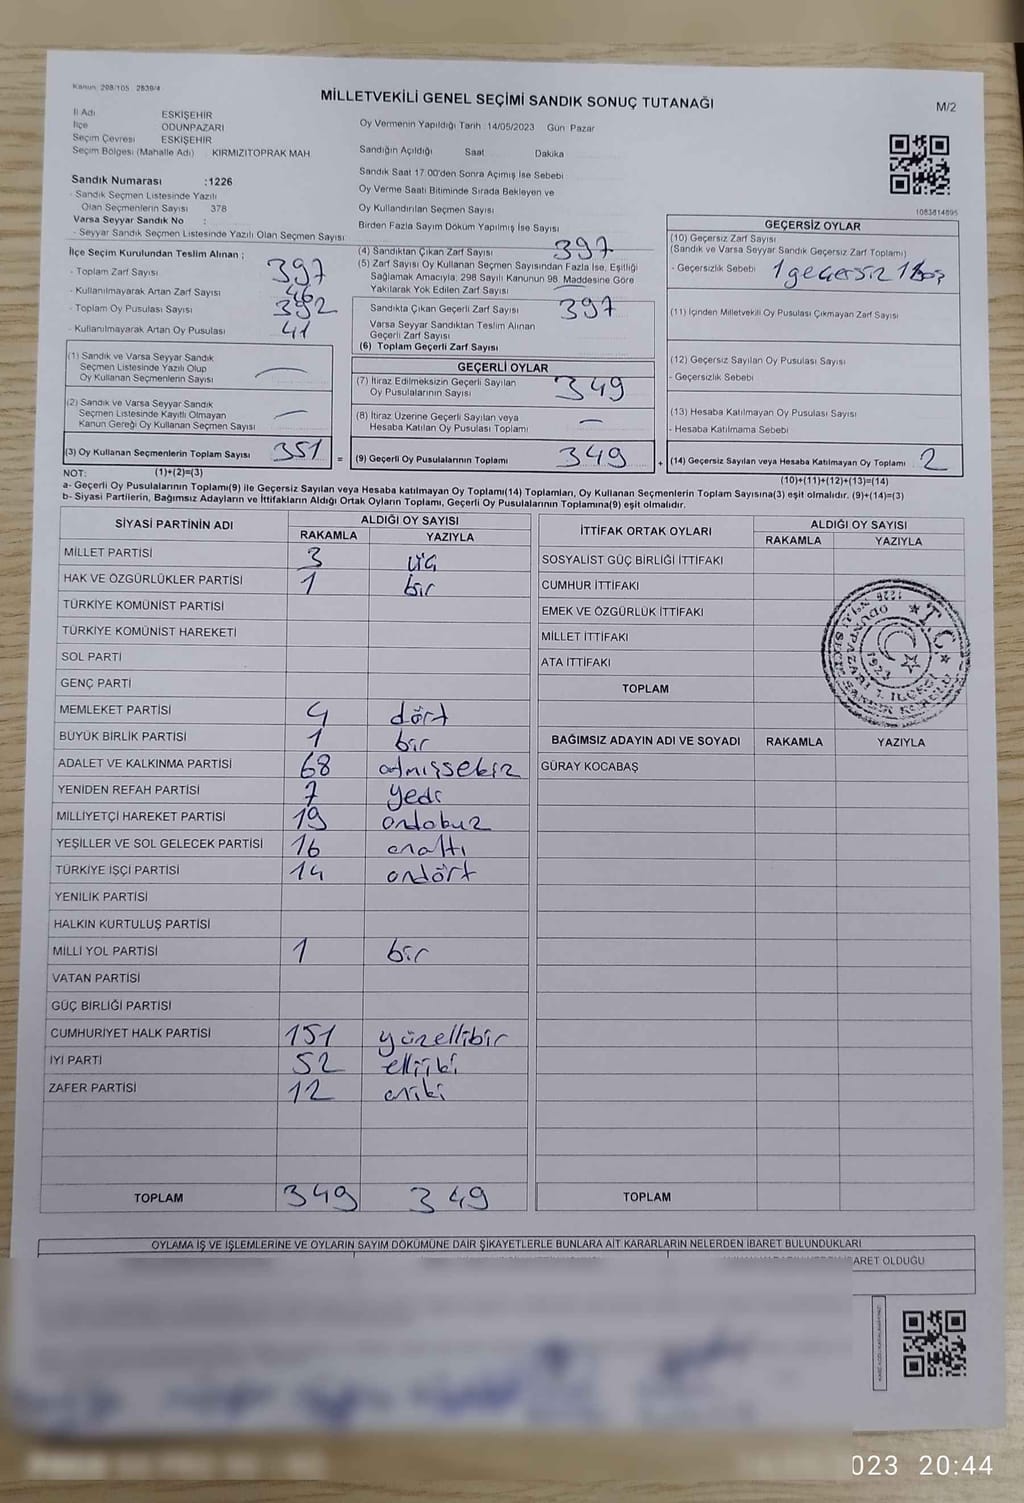 Kanun: 298/105 2839/4
MİLLETVEKİLİ GENEL SEÇİMİ SANDIK SONUÇ TUTANAĞI
M/2
İl Adı ESKİŞEHİR
İlçe ODUNPAZARI
Seçim Çevresi ESKİŞEHİR
Seçim Bölgesi (Mahalle Adı) KIRMIZITOPRAK MAH
Oy Vermenin Yapıldığı Tarih 14/05/2023 Gün Pazar
Sandığın Açıldığı Saat Dakika
Sandık Saat 17.00'den Sonra Açılmış İse Sebebi
Oy Verme Saati Bitiminde Sırada Bekleyen ve
Oy Kullandırılan Seçmen Sayısı
Birden Fazla Sayım Döküm Yapılmış İse Sayısı
1083814895
Sandık Numarası :1226
- Sandık Seçmen Listesinde Yazılı
Olan Seçmenlerin Sayısı 378
Varsa Seyyar Sandık No :
- Seyyar Sandık Seçmen Listesinde Yazılı Olan Seçmen Sayısı
İlçe Seçim Kurulundan Teslim Alınan ;
- Toplam Zarf Sayısı 397
- Kullanılmayarak Artan Zarf Sayısı 46
- Toplam Oy Pusulası Sayısı 392
- Kullanılmayarak Artan Oy Pusulası 41
(4) Sandıktan Çıkan Zarf Sayısı 397
(5) Zarf Sayısı Oy Kullanan Seçmen Sayısından Fazla İse, Eşitliği
Sağlamak Amacıyla; 298 Sayılı Kanunun 98. Maddesine Göre
Yakılarak Yok Edilen Zarf Sayısı
Sandıkta Çıkan Geçerli Zarf Sayısı 397
Varsa Seyyar Sandıktan Teslim Alınan
Geçerli Zarf Sayısı
(6) Toplam Geçerli Zarf Sayısı
GEÇERSİZ OYLAR
(10) Geçersiz Zarf Sayısı
(Sandık ve Varsa Seyyar Sandık Geçersiz Zarf Toplamı)
- Geçersizlik Sebebi 1 geçersiz 1 boş
(11) İçinden Milletvekili Oy Pusulası Çıkmayan Zarf Sayısı
(12) Geçersiz Sayılan Oy Pusulası Sayısı
- Geçersizlik Sebebi
(13) Hesaba Katılmayan Oy Pusulası Sayısı
- Hesaba Katılmama Sebebi
(1) Sandık ve Varsa Seyyar Sandık
Seçmen Listesinde Yazılı Olup
Oy Kullanan Seçmenlerin Sayısı —
(2) Sandık ve Varsa Seyyar Sandık
Seçmen Listesinde Kayıtlı Olmayan
Kanun Gereği Oy Kullanan Seçmen Sayısı —
GEÇERLİ OYLAR
(7) İtiraz Edilmeksizin Geçerli Sayılan
Oy Pusulalarının Sayısı 349
(8) İtiraz Üzerine Geçerli Sayılan veya
Hesaba Katılan Oy Pusulası Toplamı —
(3) Oy Kullanan Seçmenlerin Toplam Sayısı 351 = (9) Geçerli Oy Pusulalarının Toplamı 349 + (14) Geçersiz Sayılan veya Hesaba Katılmayan Oy Toplamı 2
NOT: (1)+(2)=(3) (10)+(11)+(12)+(13)=(14)
a- Geçerli Oy Pusulalarının Toplamı(9) ile Geçersiz Sayılan veya Hesaba katılmayan Oy Toplamı(14) Toplamları, Oy Kullanan Seçmenlerin Toplam Sayısına(3) eşit olmalıdır. (9)+(14)=(3)
b- Siyasi Partilerin, Bağımsız Adayların ve İttifakların Aldığı Ortak Oyların Toplamı, Geçerli Oy Pusulalarının Toplamına(9) eşit olmalıdır.
SİYASİ PARTİNİN ADI ALDIĞI OY SAYISI
RAKAMLA YAZIYLA
MİLLET PARTİSİ 3 üç
HAK VE ÖZGÜRLÜKLER PARTİSİ 1 bir
TÜRKİYE KOMÜNİST PARTİSİ
TÜRKİYE KOMÜNİST HAREKETİ
SOL PARTİ
GENÇ PARTİ
MEMLEKET PARTİSİ 4 dört
BÜYÜK BİRLİK PARTİSİ 1 bir
ADALET VE KALKINMA PARTİSİ 68 atmışsekiz
YENİDEN REFAH PARTİSİ 7 yedi
MİLLİYETÇİ HAREKET PARTİSİ 19 ondokuz
YEŞİLLER VE SOL GELECEK PARTİSİ 16 onaltı
TÜRKİYE İŞÇİ PARTİSİ 14 ondört
YENİLİK PARTİSİ
HALKIN KURTULUŞ PARTİSİ
MİLLİ YOL PARTİSİ 1 bir
VATAN PARTİSİ
GÜÇ BİRLİĞİ PARTİSİ
CUMHURİYET HALK PARTİSİ 151 yüzellibir
İYİ PARTİ 52 elliiki
ZAFER PARTİSİ 12 oniki
TOPLAM 349 349
İTTİFAK ORTAK OYLARI ALDIĞI OY SAYISI
RAKAMLA YAZIYLA
SOSYALİST GÜÇ BİRLİĞİ İTTİFAKI
CUMHUR İTTİFAKI
EMEK VE ÖZGÜRLÜK İTTİFAKI
MİLLET İTTİFAKI
ATA İTTİFAKI
TOPLAM
T.C.
1923
BAĞIMSIZ ADAYIN ADI VE SOYADI RAKAMLA YAZIYLA
GÜRAY KOCABAŞ
TOPLAM
OYLAMA İŞ VE İŞLEMLERİNE VE OYLARIN SAYIM DÖKÜMÜNE DAİR ŞİKAYETLERLE BUNLARA AİT KARARLARIN NELERDEN İBARET BULUNDUKLARI
BARET OLDUĞU
023 20:44